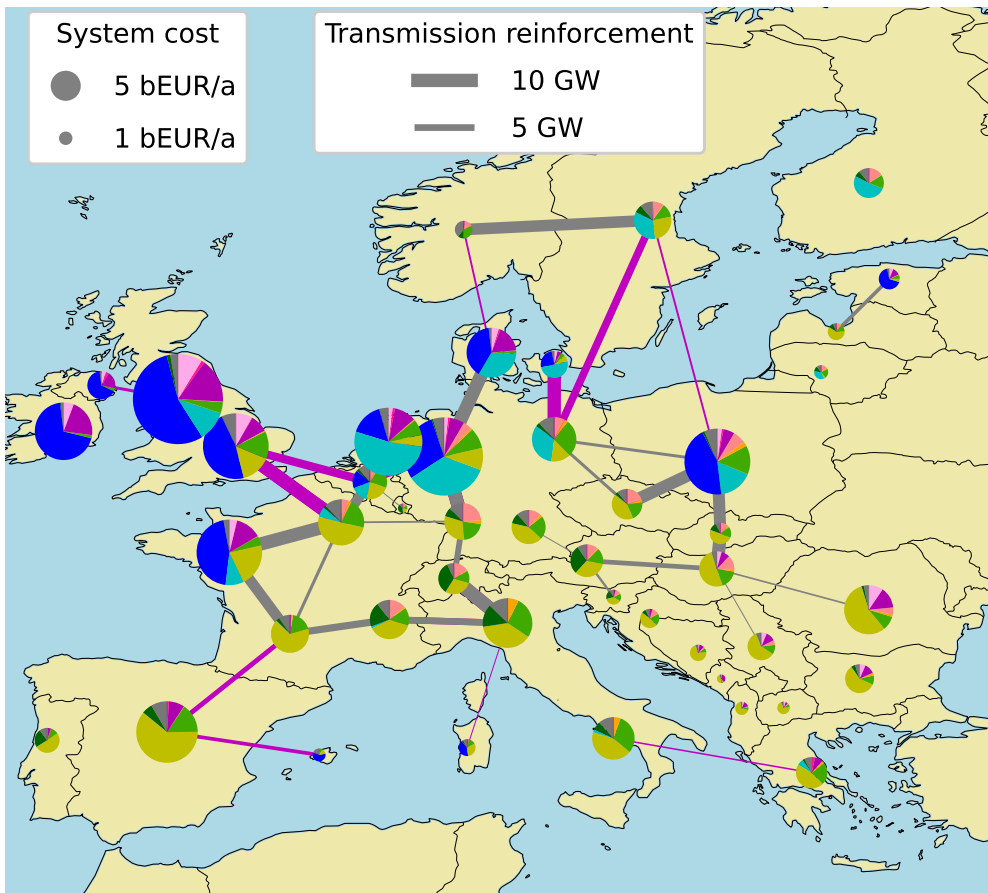 System cost
5 bEUR/a
1 bEUR/a
Transmission reinforcement
10 GW
5 GW